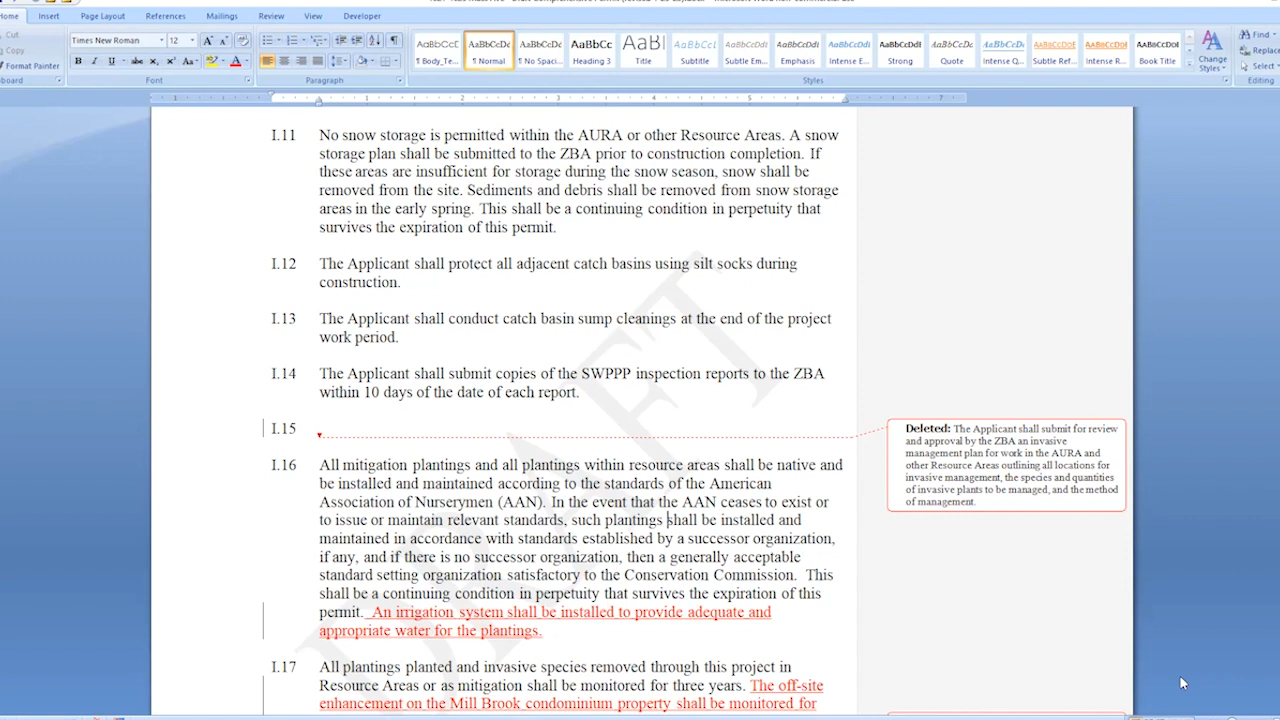 Home Insert Page Layout References Mailings Review View Developer
Cut
Copy
Format Painter
Times New Roman 12
AaBbCcDc AaBbCcDc AaBbCc AaBbCcDdE AaBbCcDdE
¶ Normal ¶ No Spaci... Heading 3 Title Subtitle Subtle Em... Emphasis Intense E... Strong Quote Intense Q... Subtle Ref... Intense R... Book Title
Change
Styles
Find
Replace
Select
Font Paragraph Styles Editing
I.11 No snow storage is permitted within the AURA or other Resource Areas. A snow
storage plan shall be submitted to the ZBA prior to construction completion. If
these areas are insufficient for storage during the snow season, snow shall be
removed from the site. Sediments and debris shall be removed from snow storage
areas in the early spring. This shall be a continuing condition in perpetuity that
survives the expiration of this permit.
I.12 The Applicant shall protect all adjacent catch basins using silt socks during
construction.
I.13 The Applicant shall conduct catch basin sump cleanings at the end of the project
work period.
I.14 The Applicant shall submit copies of the SWPPP inspection reports to the ZBA
within 10 days of the date of each report.
I.15
Deleted: The Applicant shall submit for review
and approval by the ZBA an invasive
management plan for work in the AURA and
other Resource Areas outlining all locations for
invasive management, the species and quantities
of invasive plants to be managed, and the method
of management.
I.16 All mitigation plantings and all plantings within resource areas shall be native and
be installed and maintained according to the standards of the American
Association of Nurserymen (AAN). In the event that the AAN ceases to exist or
to issue or maintain relevant standards, such plantings shall be installed and
maintained in accordance with standards established by a successor organization,
if any, and if there is no successor organization, then a generally acceptable
standard setting organization satisfactory to the Conservation Commission. This
shall be a continuing condition in perpetuity that survives the expiration of this
permit. An irrigation system shall be installed to provide adequate and
appropriate water for the plantings.
I.17 All plantings planted and invasive species removed through this project in
Resource Areas or as mitigation shall be monitored for three years. The off-site
enhancement on the Mill Brook condominium property shall be monitored for
DRAFT